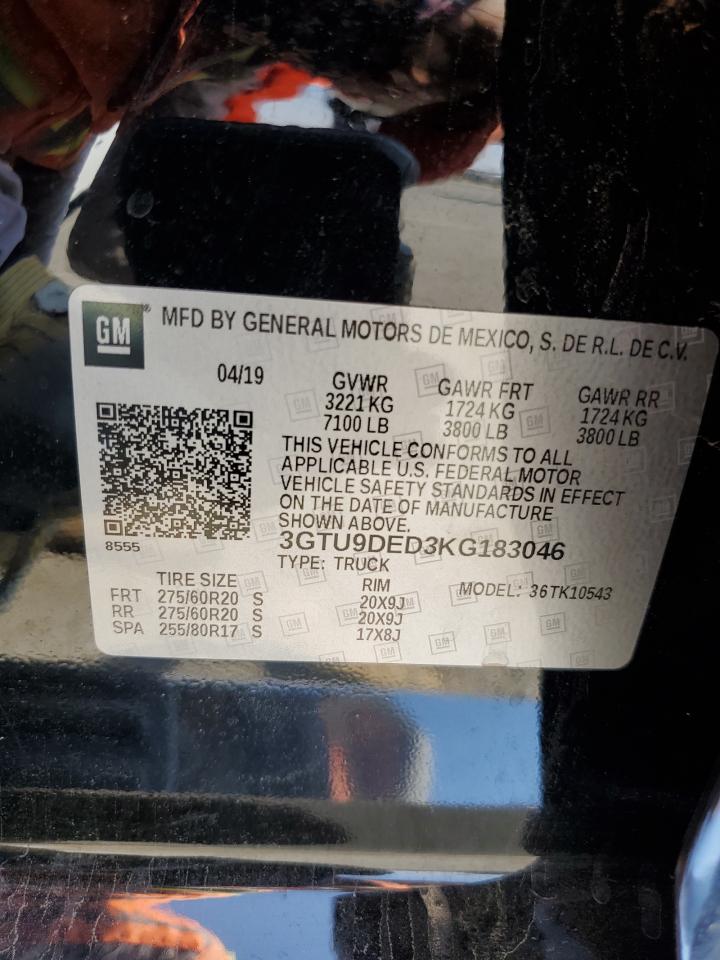 GM® MFD BY GENERAL MOTORS DE MEXICO, S. DE R.L. DE C.V.
04/19
GVWR
3221 KG
7100 LB
GAWR FRT
1724 KG
3800 LB
GAWR RR
1724 KG
3800 LB
THIS VEHICLE CONFORMS TO ALL
APPLICABLE U.S. FEDERAL MOTOR
VEHICLE SAFETY STANDARDS IN EFFECT
ON THE DATE OF MANUFACTURE
SHOWN ABOVE.
8555
3GTU9DED3KG183046
TYPE: TRUCK
TIRE SIZE
RIM
MODEL: 36TK10543
FRT 275/60R20 S 20X9J
RR 275/60R20 S 20X9J
SPA 255/80R17 S 17X8J